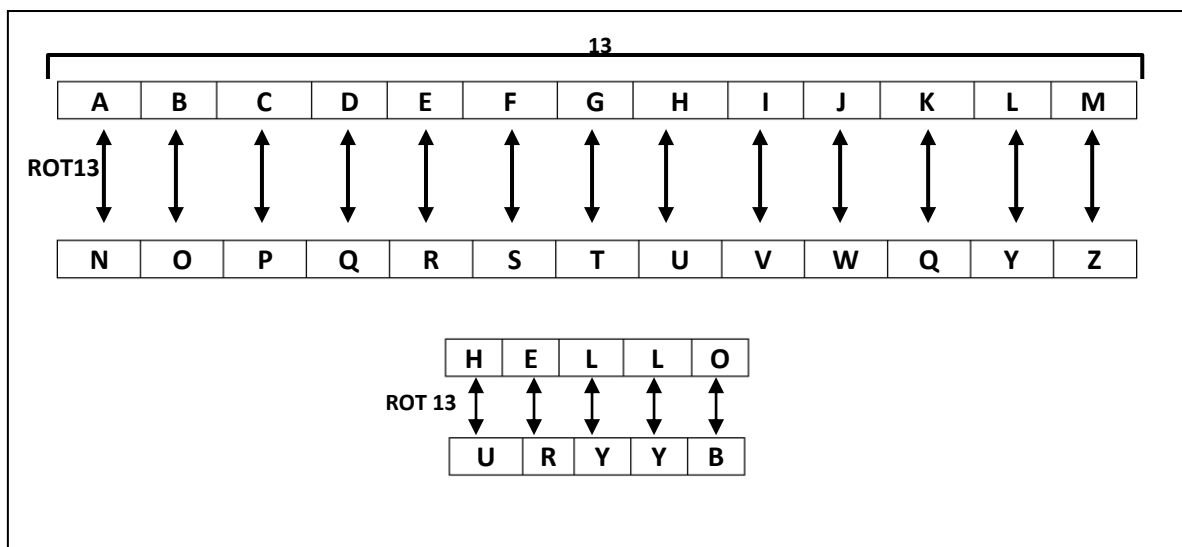 13
A B C D E F G H I J K L M
ROT13
N O P Q R S T U V W Q Y Z
H E L L O
ROT 13
U R Y Y B